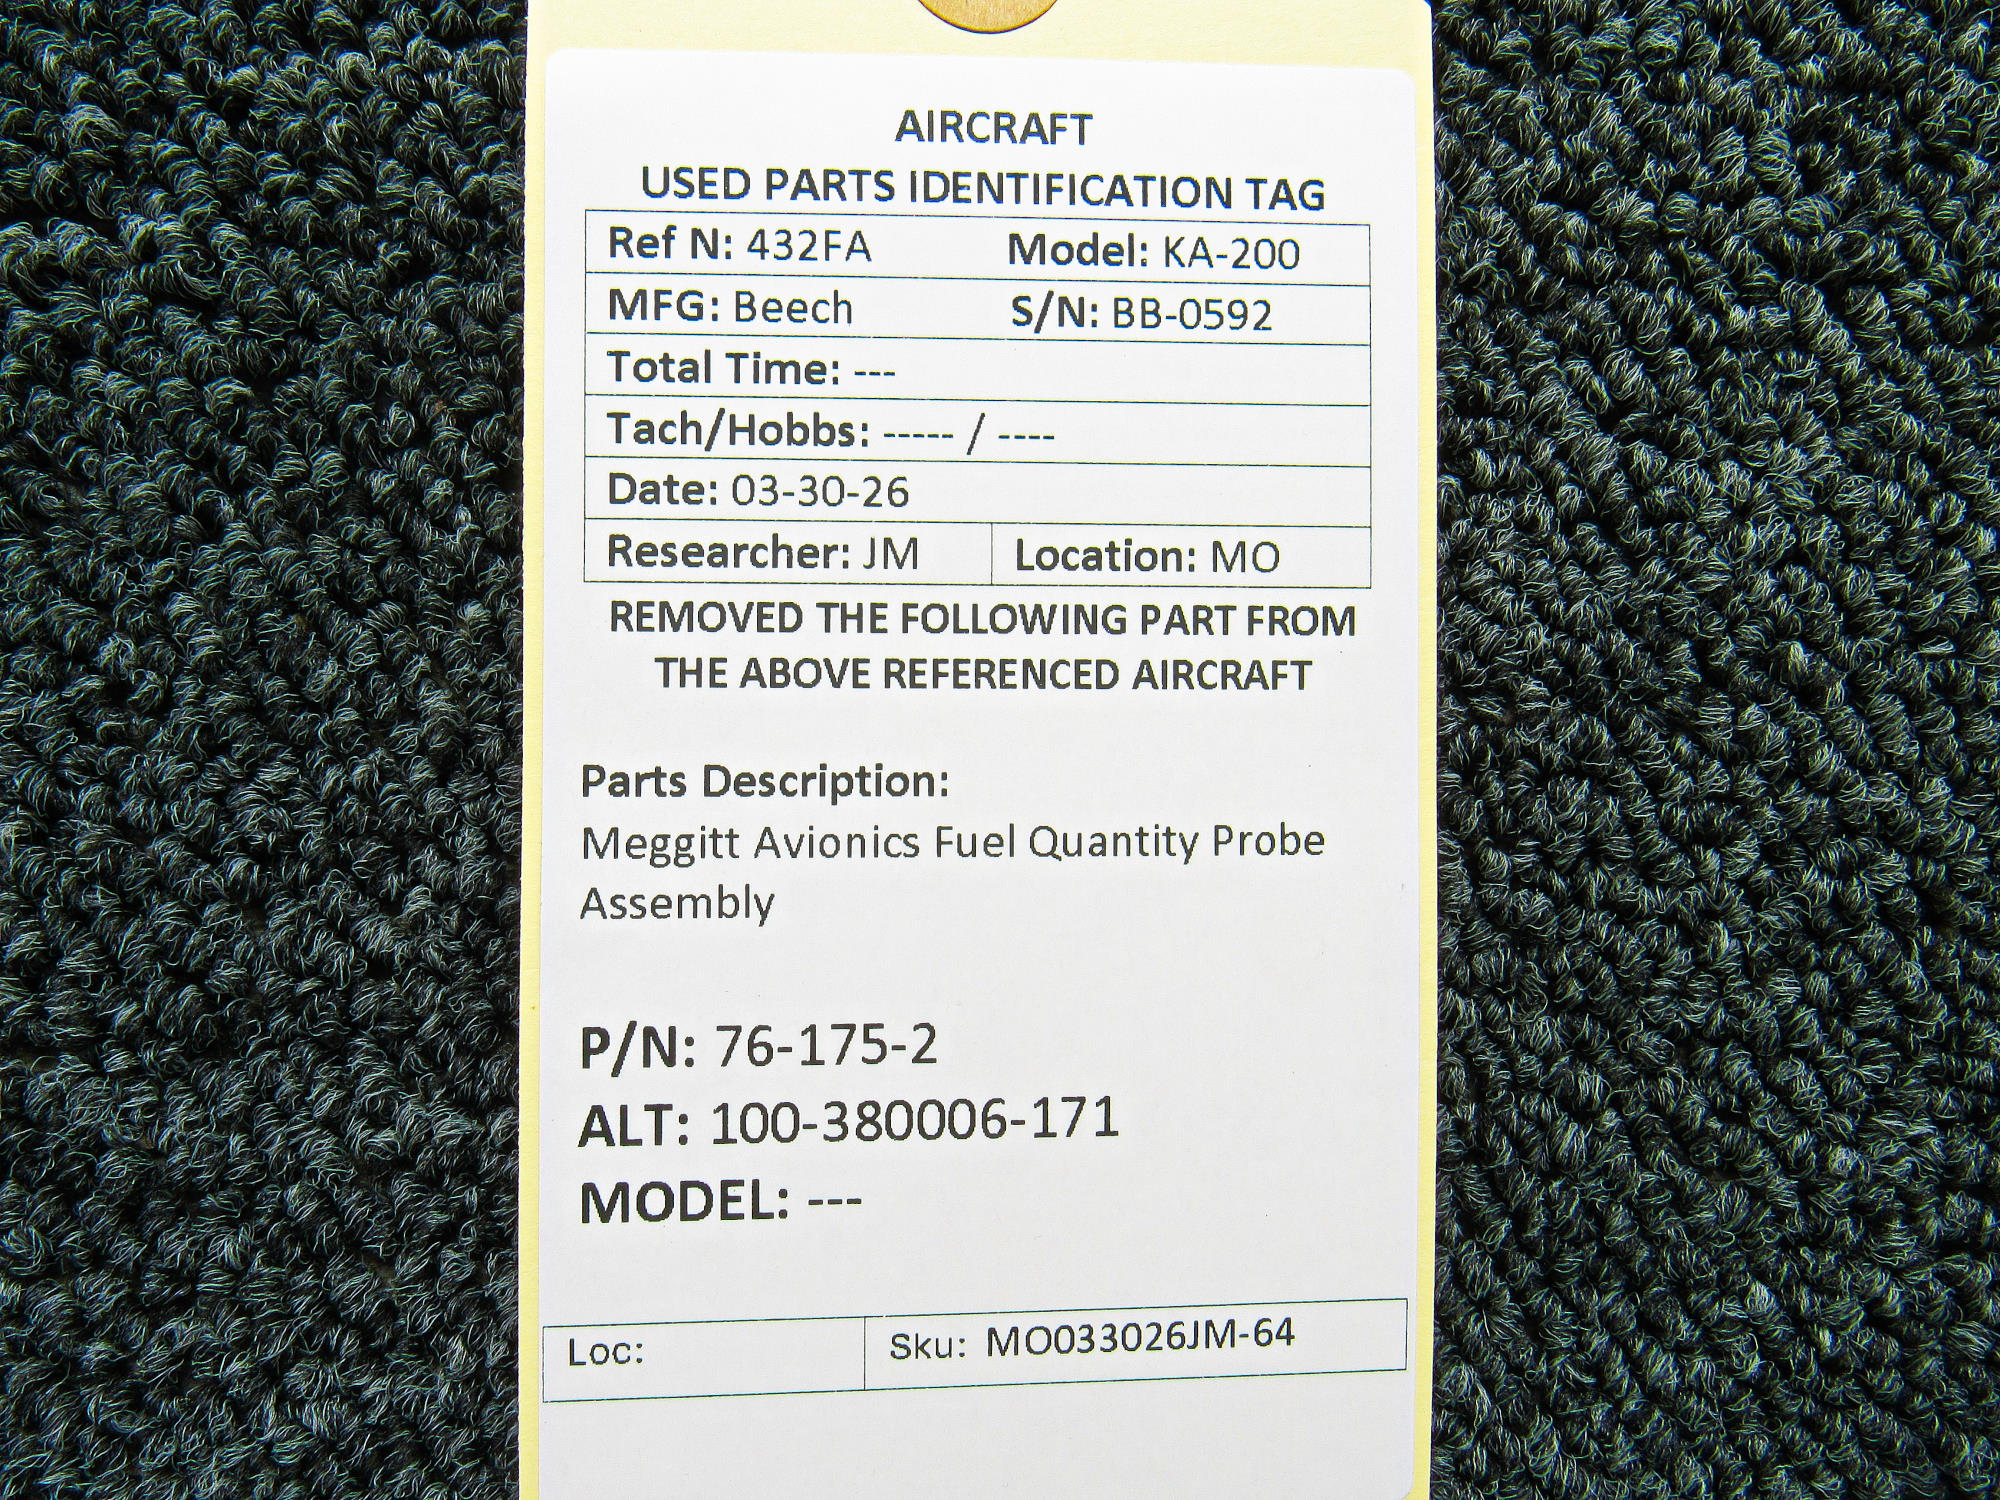 AIRCRAFT
USED PARTS IDENTIFICATION TAG
Ref N: 432FA Model: KA-200
MFG: Beech S/N: BB-0592
Total Time: ---
Tach/Hobbs: ----- / ----
Date: 03-30-26
Researcher: JM Location: MO
REMOVED THE FOLLOWING PART FROM
THE ABOVE REFERENCED AIRCRAFT
Parts Description:
Meggitt Avionics Fuel Quantity Probe
Assembly
P/N: 76-175-2
ALT: 100-380006-171
MODEL: ---
Loc: Sku: MO033026JM-64